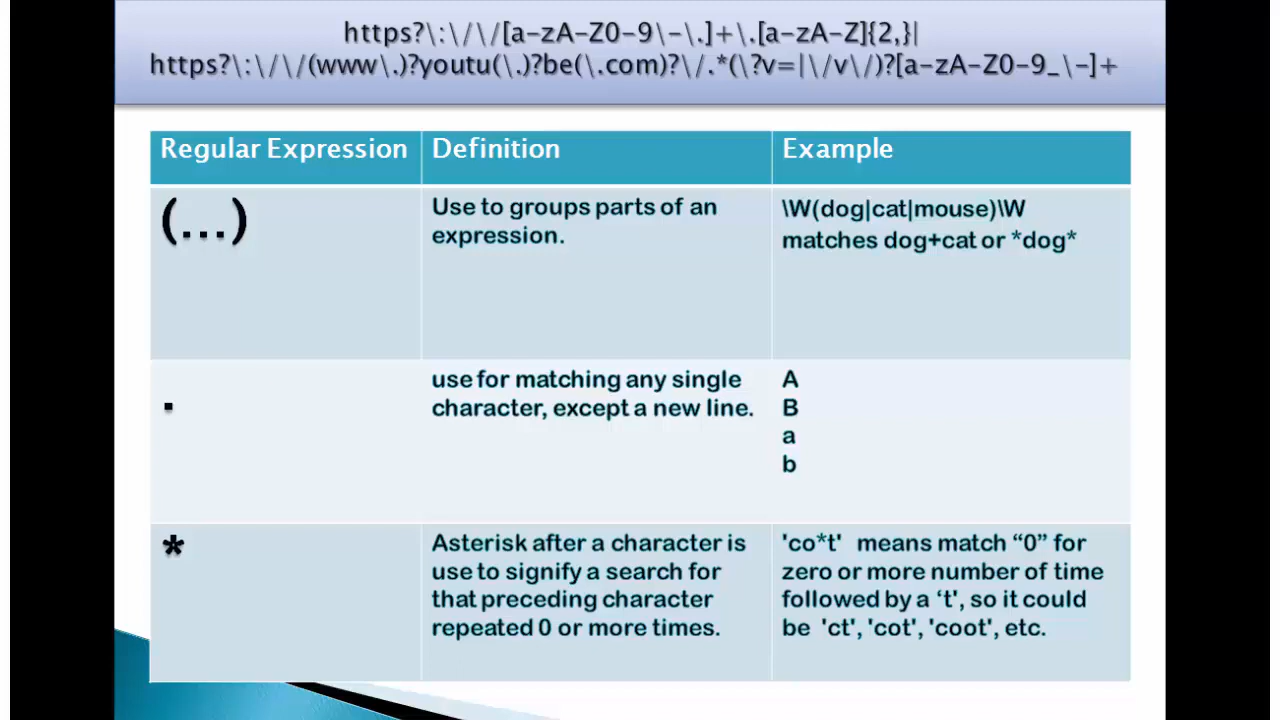 https?\:\/\/[a-zA-Z0-9\-\.]+\.[a-zA-Z]{2,}|
https?\:\/\/(www\.)?youtu(\.)?be(\.com)?\/.*(\?v=|\/v\/)?[a-zA-Z0-9_\-]+
Regular Expression Definition Example
(...)
Use to groups parts of an
expression.
\W(dog|cat|mouse)\W
matches dog+cat or *dog*
.
use for matching any single
character, except a new line.
A
B
a
b
*
Asterisk after a character is
use to signify a search for
that preceding character
repeated 0 or more times.
'co*t' means match “0” for
zero or more number of time
followed by a ‘t', so it could
be 'ct', 'cot', 'coot', etc.